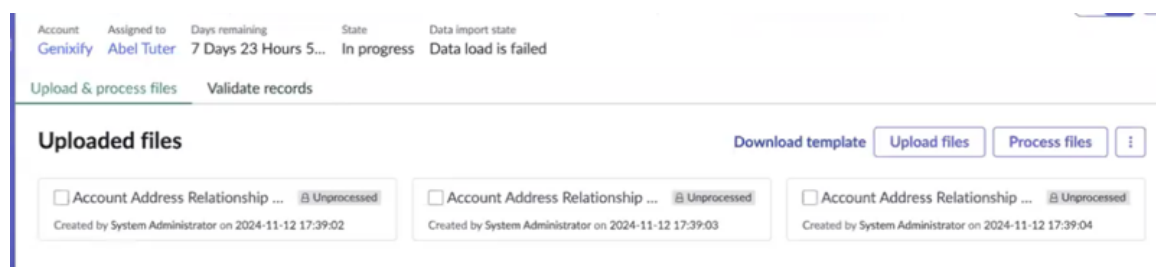 Account Assigned to Days remaining State Data import state
Genixify Abel Tuter 7 Days 23 Hours 5... In progress Data load is failed
Upload & process files Validate records
Uploaded files Download template Upload files Process files
Account Address Relationship ... Unprocessed Account Address Relationship ... Unprocessed Account Address Relationship ... Unprocessed
Created by System Administrator on 2024-11-12 17:39:02 Created by System Administrator on 2024-11-12 17:39:03 Created by System Administrator on 2024-11-12 17:39:04